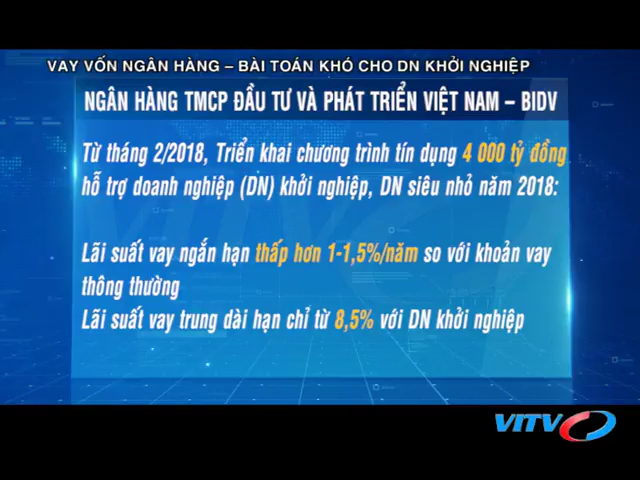 VAY VỐN NGÂN HÀNG – BÀI TOÁN KHÓ CHO DN KHỞI NGHIỆP
NGÂN HÀNG TMCP ĐẦU TƯ VÀ PHÁT TRIỂN VIỆT NAM – BIDV
Từ tháng 2/2018, Triển khai chương trình tín dụng 4 000 tỷ đồng
hỗ trợ doanh nghiệp (DN) khởi nghiệp, DN siêu nhỏ năm 2018:
Lãi suất vay ngắn hạn thấp hơn 1-1,5%/năm so với khoản vay
thông thường
Lãi suất vay trung dài hạn chỉ từ 8,5% với DN khởi nghiệp
VITV